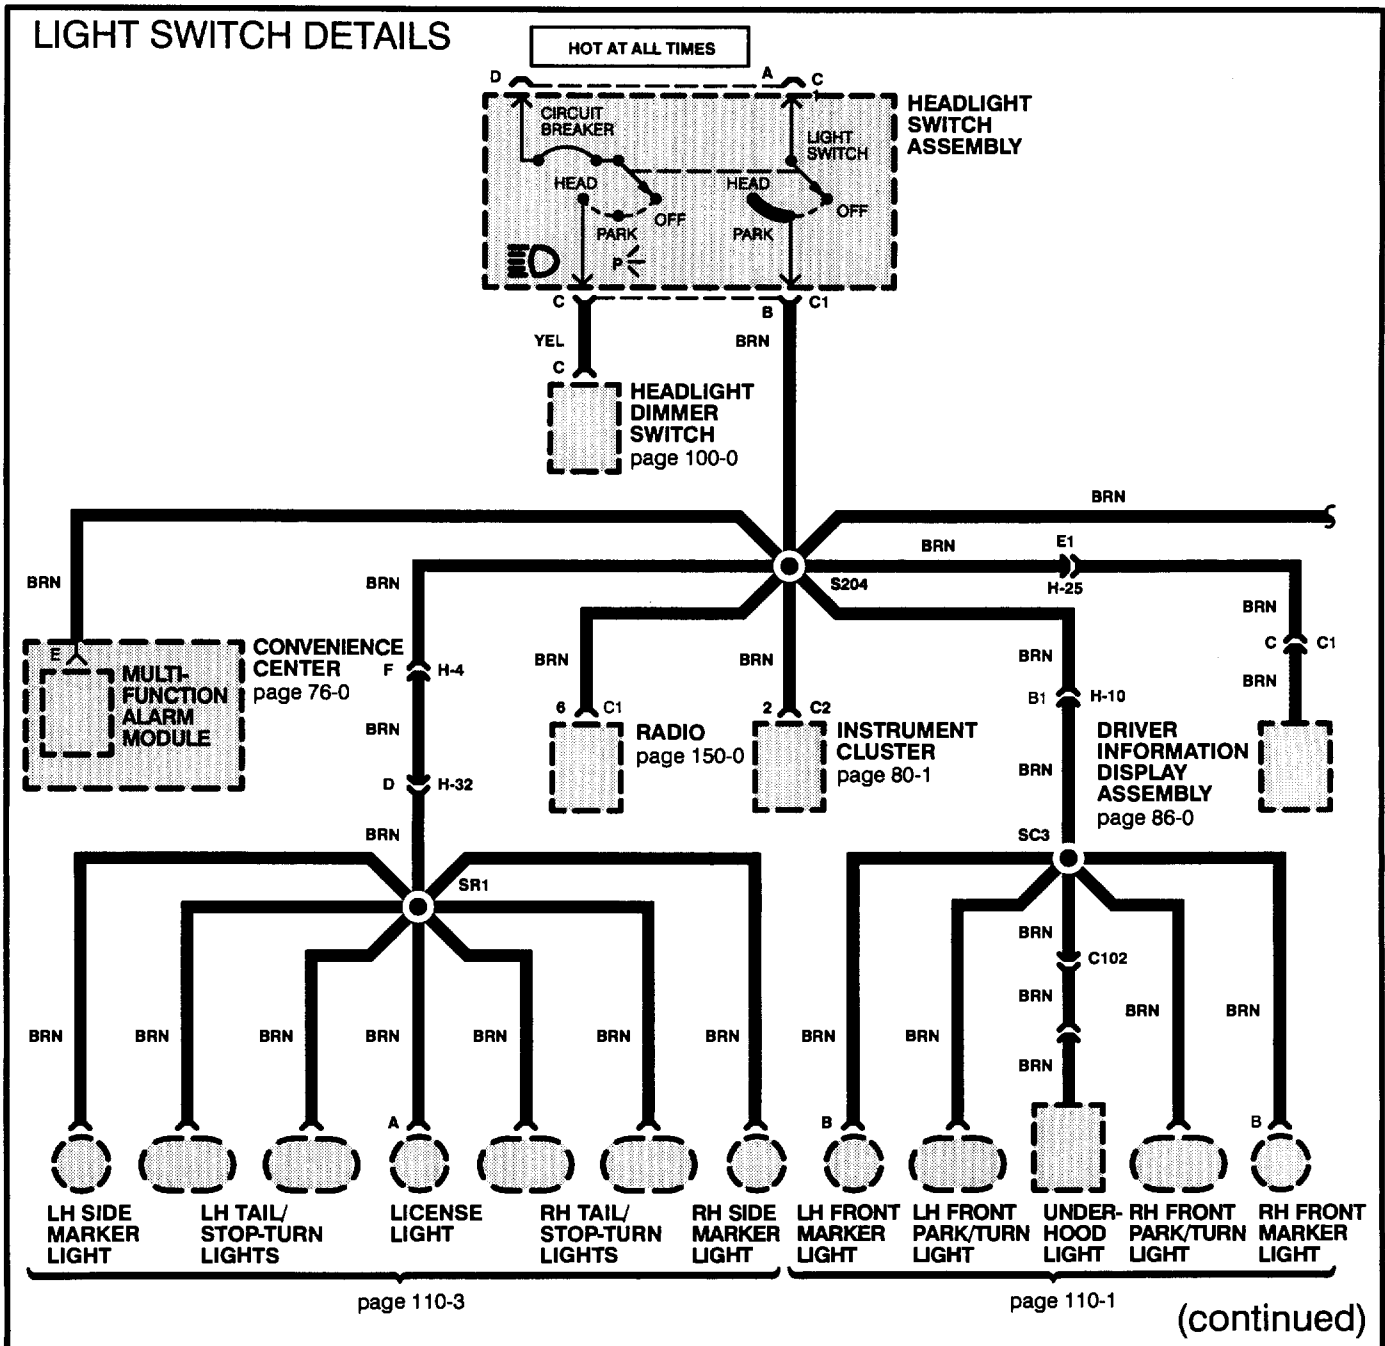 LIGHT SWITCH DETAILS
HOT AT ALL TIMES
D
A
C
1
HEADLIGHT
SWITCH
ASSEMBLY
CIRCUIT
BREAKER
LIGHT
SWITCH
HEAD
OFF
PARK
HEAD
OFF
PARK
P
C
B
C1
YEL
BRN
C
HEADLIGHT
DIMMER
SWITCH
page 100-0
BRN
BRN
E1
H-25
S204
BRN
BRN
BRN
C
C1
BRN
E
MULTI-
FUNCTION
ALARM
MODULE
CONVENIENCE
CENTER
page 76-0
F
H-4
BRN
D
H-32
BRN
BRN
6
C1
RADIO
page 150-0
BRN
2
C2
INSTRUMENT
CLUSTER
page 80-1
BRN
B1
H-10
BRN
DRIVER
INFORMATION
DISPLAY
ASSEMBLY
page 86-0
SC3
SR1
BRN
C102
BRN
BRN
BRN
BRN
BRN
BRN
BRN
BRN
BRN
BRN
BRN
BRN
BRN
A
B
B
LH SIDE
MARKER
LIGHT
LH TAIL/
STOP-TURN
LIGHTS
LICENSE
LIGHT
RH TAIL/
STOP-TURN
LIGHTS
RH SIDE
MARKER
LIGHT
LH FRONT
MARKER
LIGHT
LH FRONT
PARK/TURN
LIGHT
UNDER-
HOOD
LIGHT
RH FRONT
PARK/TURN
LIGHT
RH FRONT
MARKER
LIGHT
page 110-3
page 110-1
(continued)